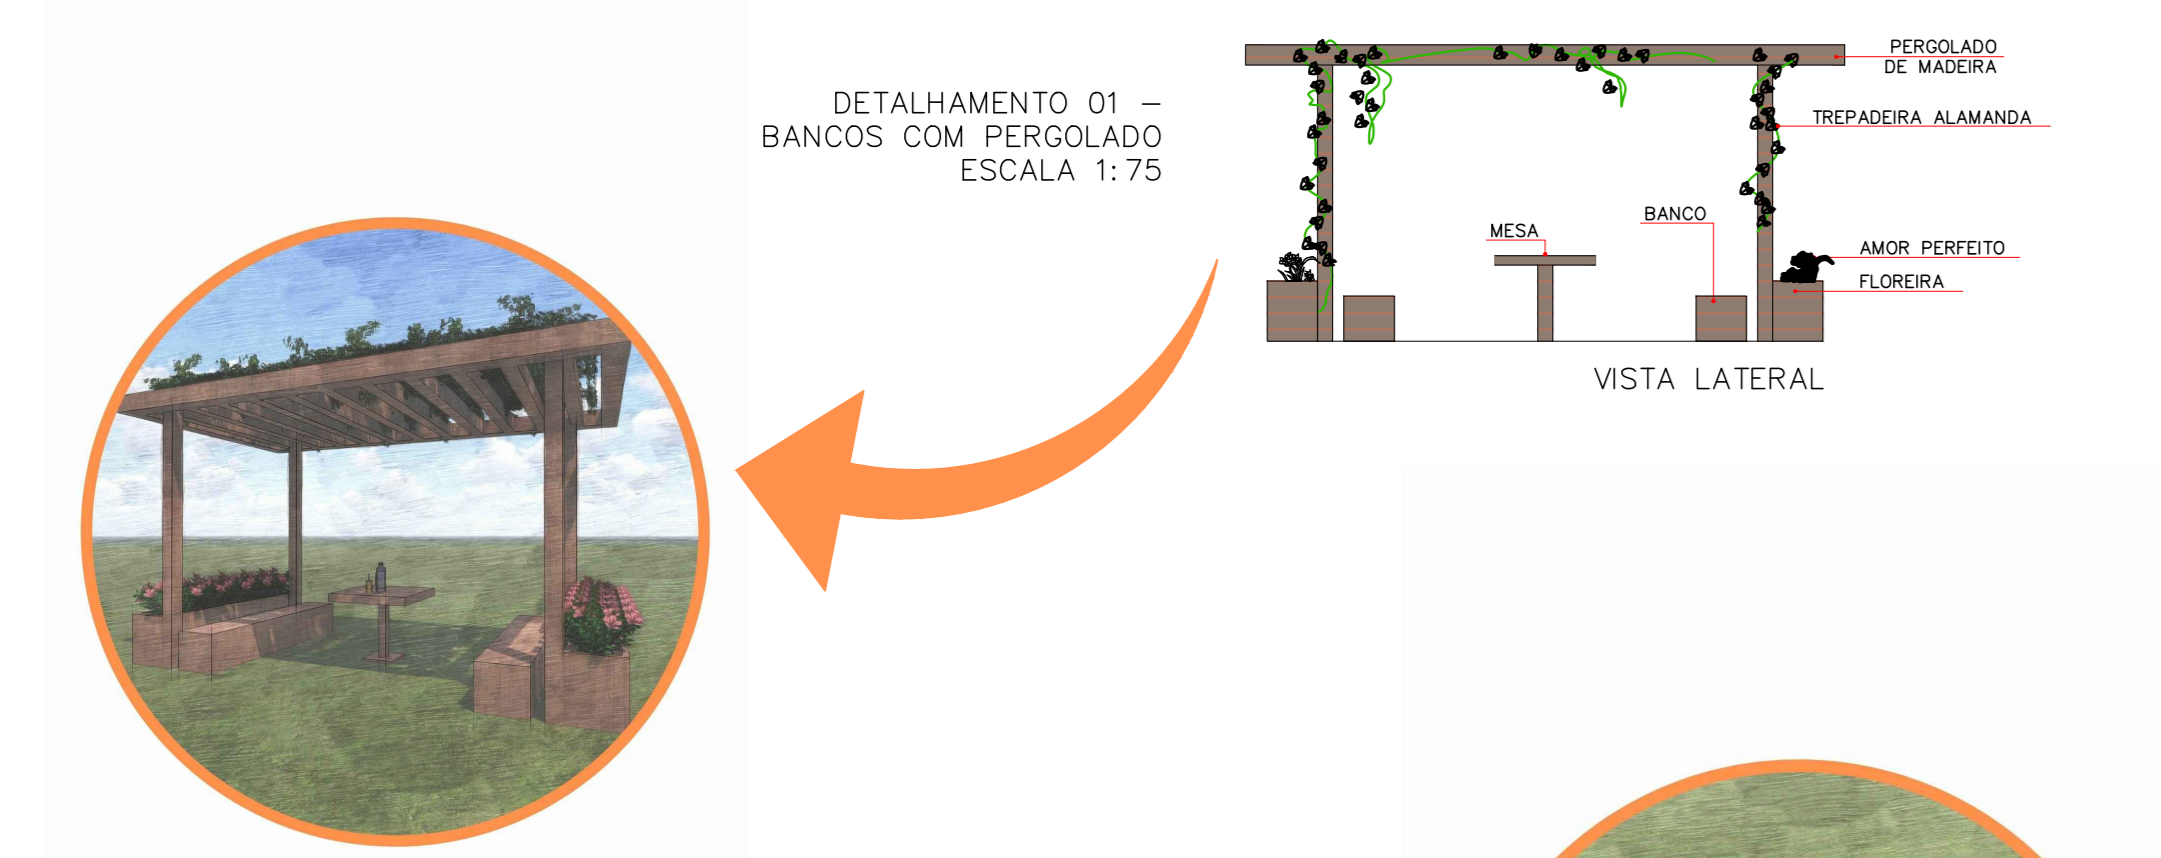 DETALHAMENTO 01 –
BANCOS COM PERGOLADO
ESCALA 1:75
PERGOLADO
DE MADEIRA
TREPADEIRA ALAMANDA
BANCO
MESA
AMOR PERFEITO
FLOREIRA
VISTA LATERAL